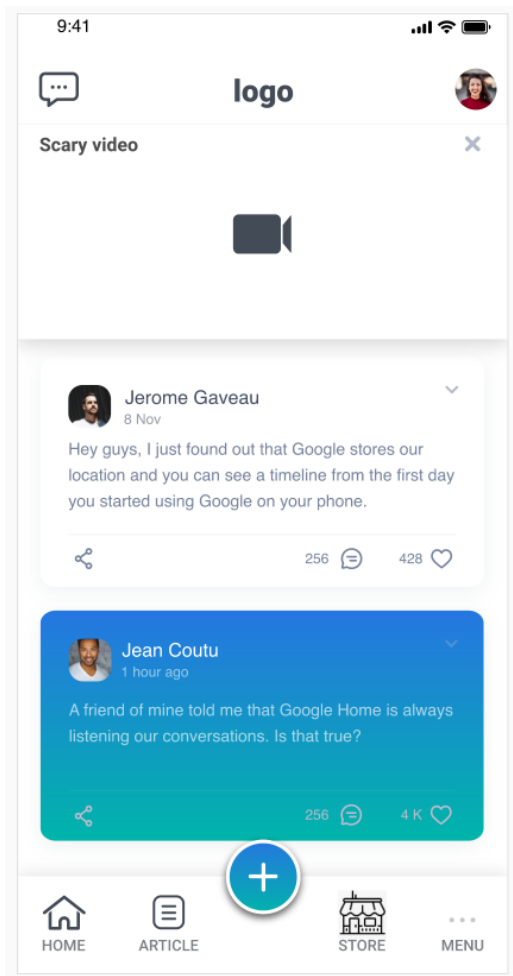 9:41
logo
Scary video
Jerome Gaveau
8 Nov
Hey guys, I just found out that Google stores our
location and you can see a timeline from the first day
you started using Google on your phone.
256
428
Jean Coutu
1 hour ago
A friend of mine told me that Google Home is always
listening our conversations. Is that true?
256
4 K
HOME
ARTICLE
STORE
MENU